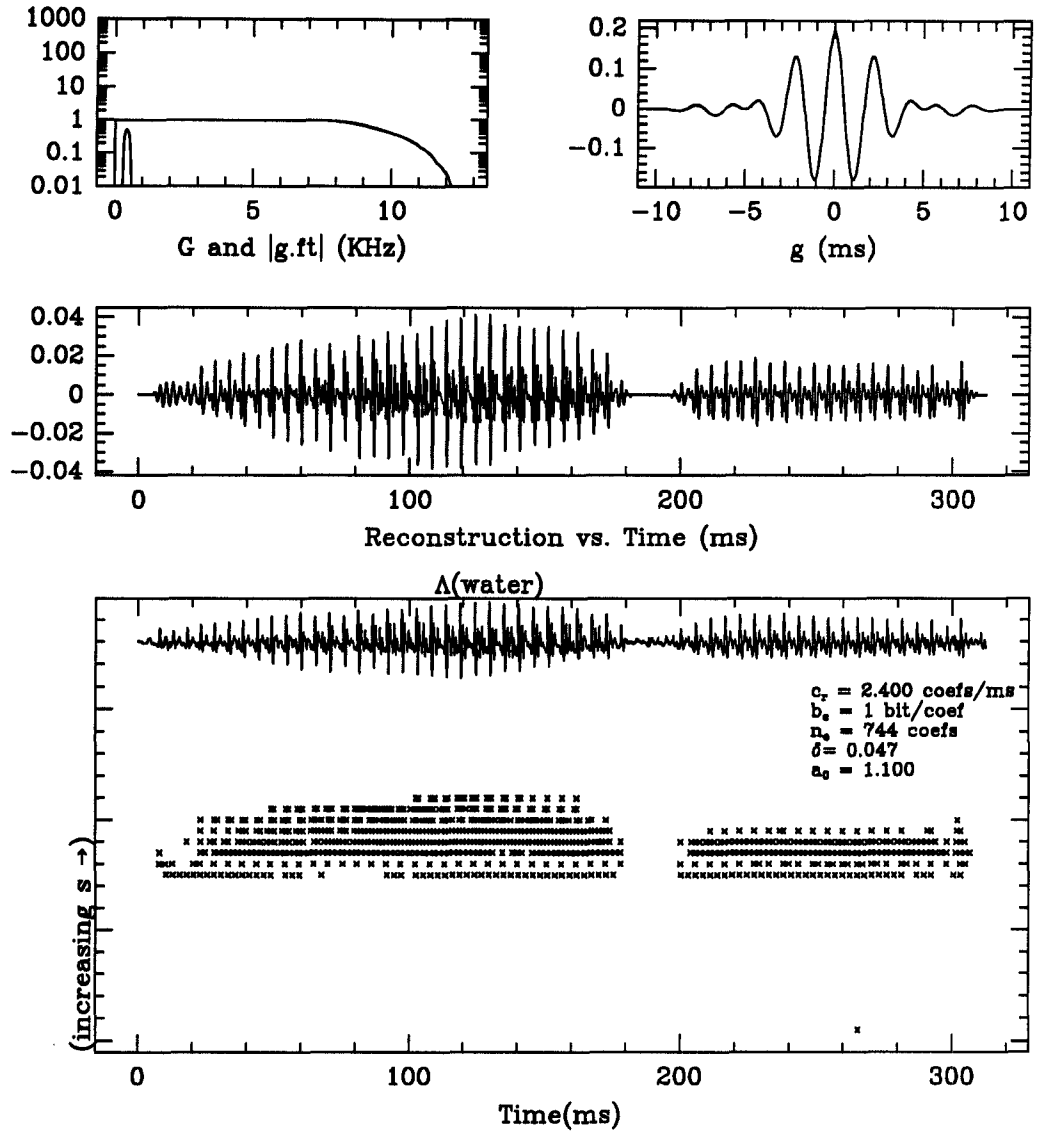 1000
100
10
1
0.1
0.01
0 5 10
G and |g.ft| (KHz)
0.2
0.1
0
−0.1
−10 −5 0 5 10
g (ms)
0.04
0.02
0
−0.02
−0.04
0 100 200 300
Reconstruction vs. Time (ms)
Λ(water)
c_r = 2.400 coefs/ms
b_e = 1 bit/coef
n_e = 744 coefs
δ= 0.047
a_0 = 1.100
(increasing s →)
0 100 200 300
Time(ms)